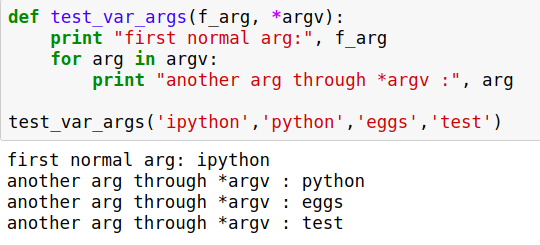 def test_var_args(f_arg, *argv):
    print "first normal arg:", f_arg
    for arg in argv:
        print "another arg through *argv :", arg
test_var_args('ipython','python','eggs','test')
first normal arg: ipython
another arg through *argv : python
another arg through *argv : eggs
another arg through *argv : test